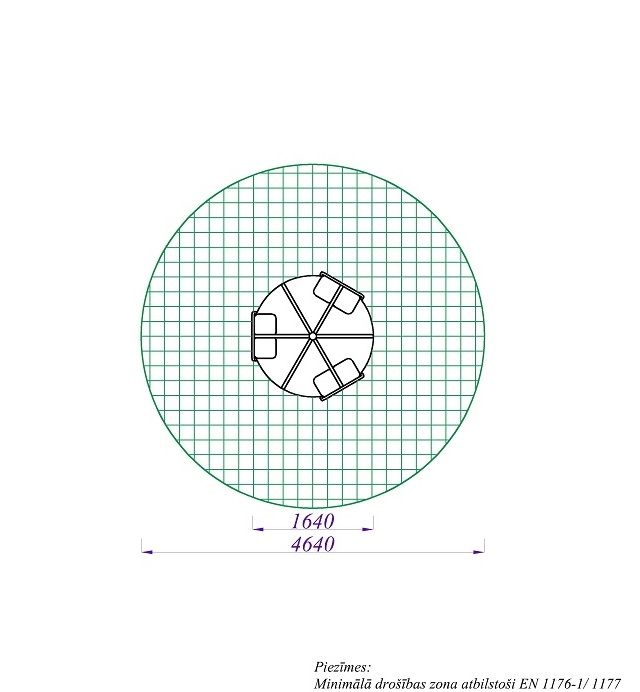 1640
4640
Piezīmes:
Minimālā drošības zona atbilstoši EN 1176-1/ 1177